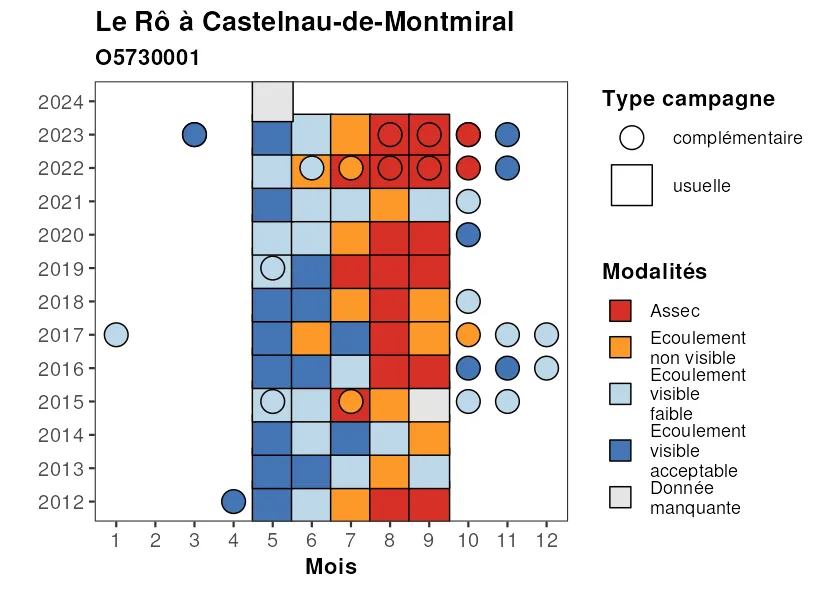 Le Rô à Castelnau-de-Montmiral
O5730001
2024
2023
2022
2021
2020
2019
2018
2017
2016
2015
2014
2013
2012
1 2 3 4 5 6 7 8 9 10 11 12
Mois
Type campagne
complémentaire
usuelle
Modalités
Assec
Ecoulement
non visible
Ecoulement
visible
faible
Ecoulement
visible
acceptable
Donnée
manquante